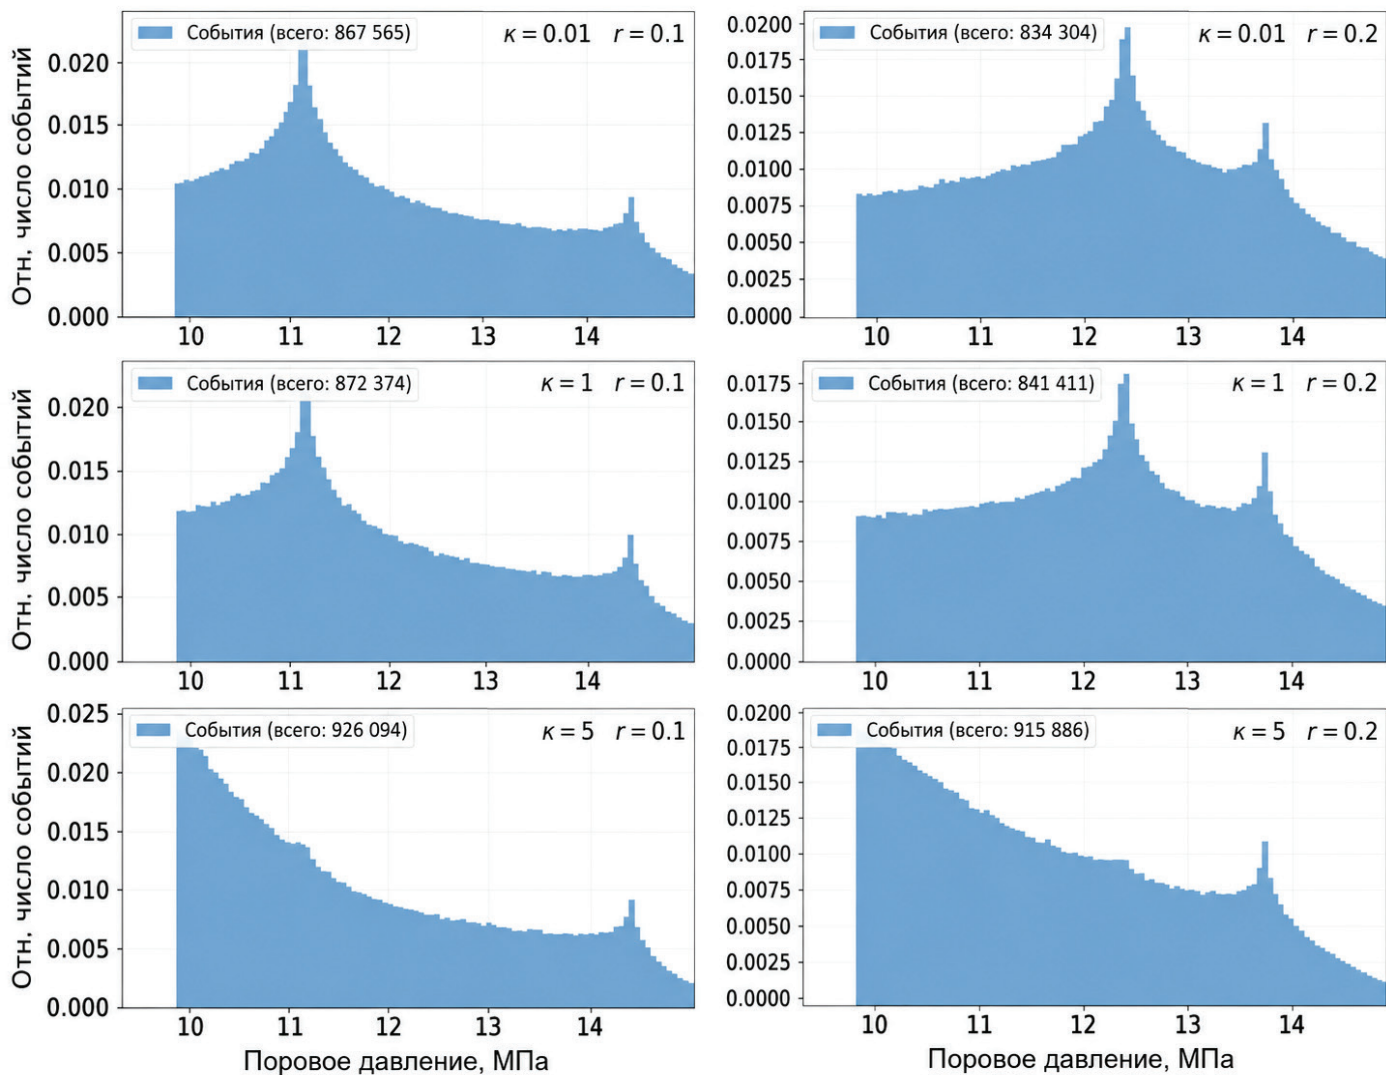 События (всего: 867 565) κ = 0.01 r = 0.1
Отн. число событий
0.020
0.015
0.010
0.005
0.000
10 11 12 13 14
События (всего: 834 304) κ = 0.01 r = 0.2
0.0200
0.0175
0.0150
0.0125
0.0100
0.0075
0.0050
0.0025
0.0000
10 11 12 13 14
События (всего: 872 374) κ = 1 r = 0.1
Отн. число событий
0.020
0.015
0.010
0.005
0.000
10 11 12 13 14
События (всего: 841 411) κ = 1 r = 0.2
0.0175
0.0150
0.0125
0.0100
0.0075
0.0050
0.0025
0.0000
10 11 12 13 14
События (всего: 926 094) κ = 5 r = 0.1
Отн. число событий
0.025
0.020
0.015
0.010
0.005
0.000
10 11 12 13 14
Поровое давление, МПа
События (всего: 915 886) κ = 5 r = 0.2
0.0200
0.0175
0.0150
0.0125
0.0100
0.0075
0.0050
0.0025
0.0000
10 11 12 13 14
Поровое давление, МПа